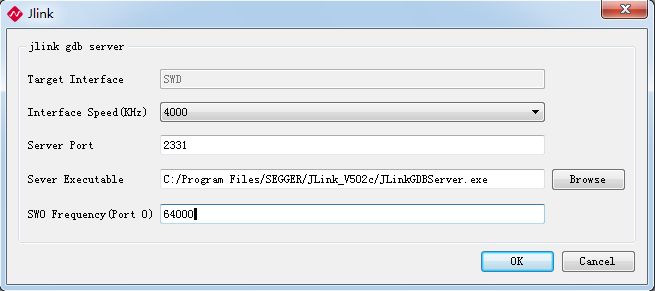 Jlink
jlink gdb server
Target Interface SWD
Interface Speed(KHz) 4000
Server Port 2331
Sever Executable C:/Program Files/SEGGER/JLink_V502c/JLinkGDBServer.exe Browse
SWO Frequency(Port 0) 64000
OK Cancel